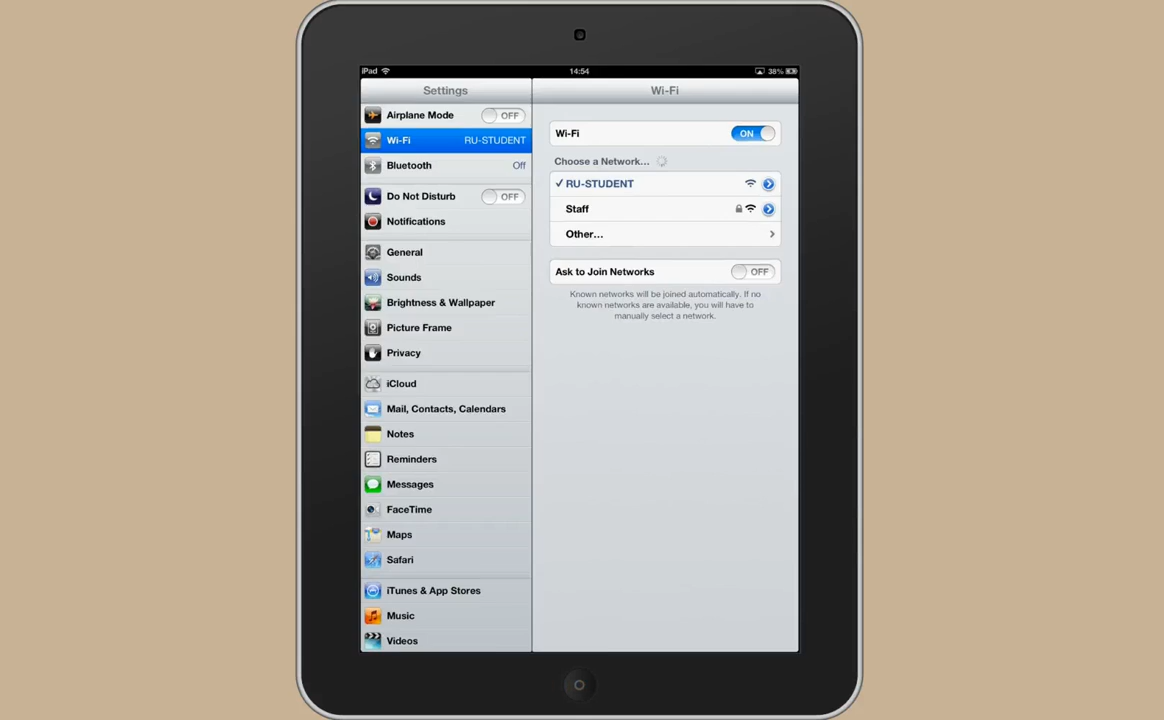 iPad 14:54 38%
Settings
Wi-Fi
Airplane Mode OFF
Wi-Fi RU-STUDENT
Bluetooth Off
Do Not Disturb OFF
Notifications
General
Sounds
Brightness & Wallpaper
Picture Frame
Privacy
iCloud
Mail, Contacts, Calendars
Notes
Reminders
Messages
FaceTime
Maps
Safari
iTunes & App Stores
Music
Videos
Wi-Fi ON
Choose a Network...
✓ RU-STUDENT
Staff
Other...
Ask to Join Networks OFF
Known networks will be joined automatically. If no
known networks are available, you will have to
manually select a network.